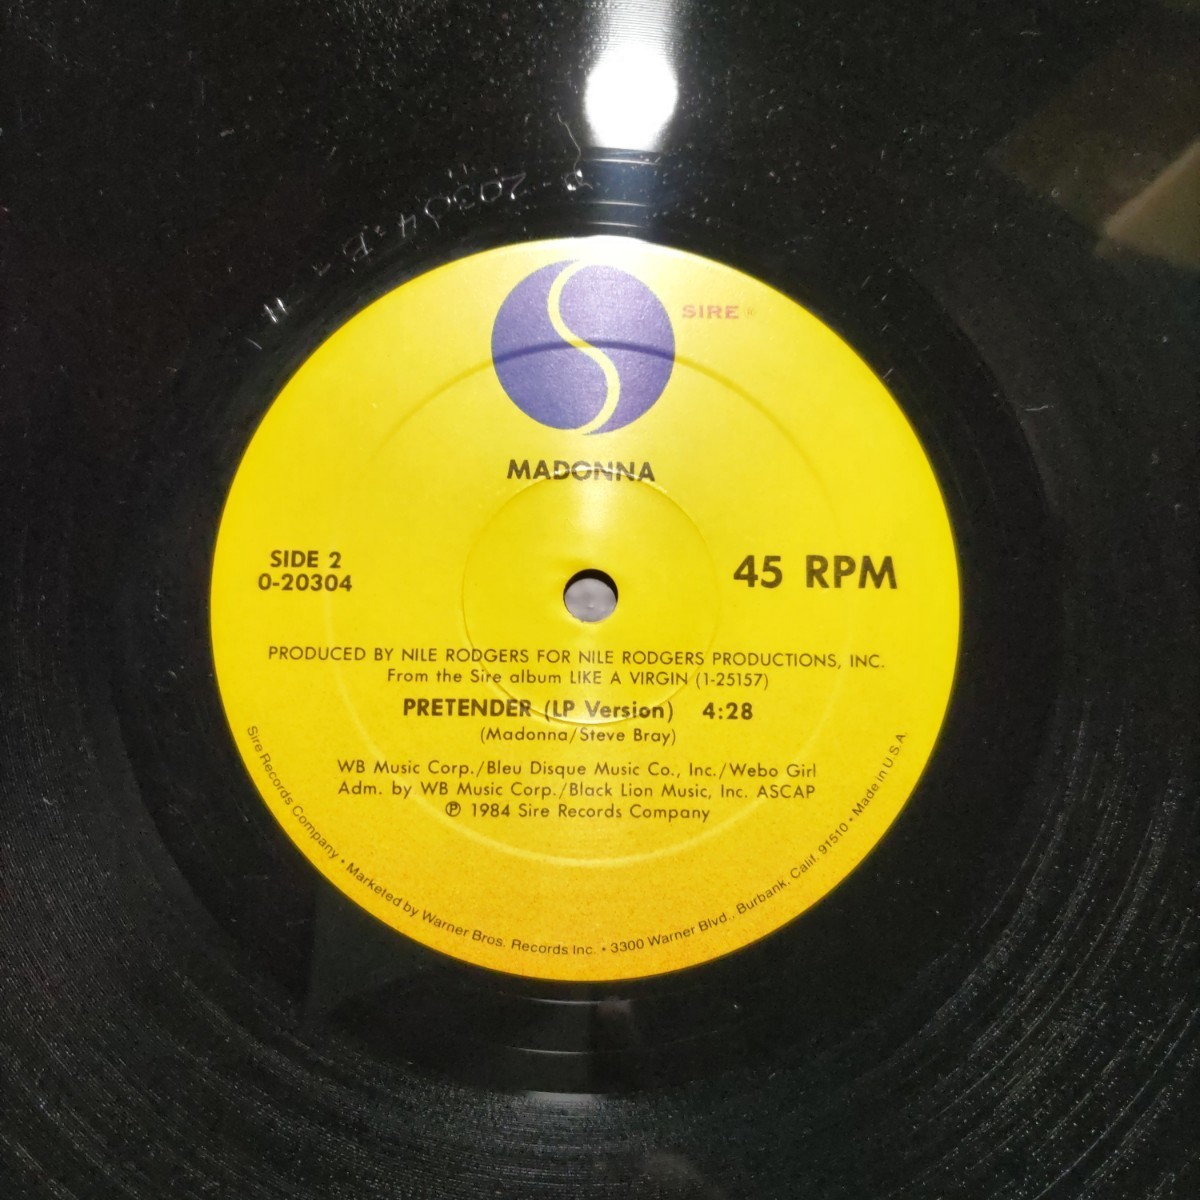 0-20304-B
SIRE®
MADONNA
SIDE 2
0-20304
45 RPM
PRODUCED BY NILE RODGERS FOR NILE RODGERS PRODUCTIONS, INC.
From the Sire album LIKE A VIRGIN (1-25157)
PRETENDER (LP Version) 4:28
(Madonna/Steve Bray)
WB Music Corp./Bleu Disque Music Co., Inc./Webo Girl
Adm. by WB Music Corp./Black Lion Music, Inc. ASCAP
℗ 1984 Sire Records Company
Sire Records Company • Marketed by Warner Bros. Records Inc. • 3300 Warner Blvd., Burbank, Calif. 91510 • Made in U.S.A.